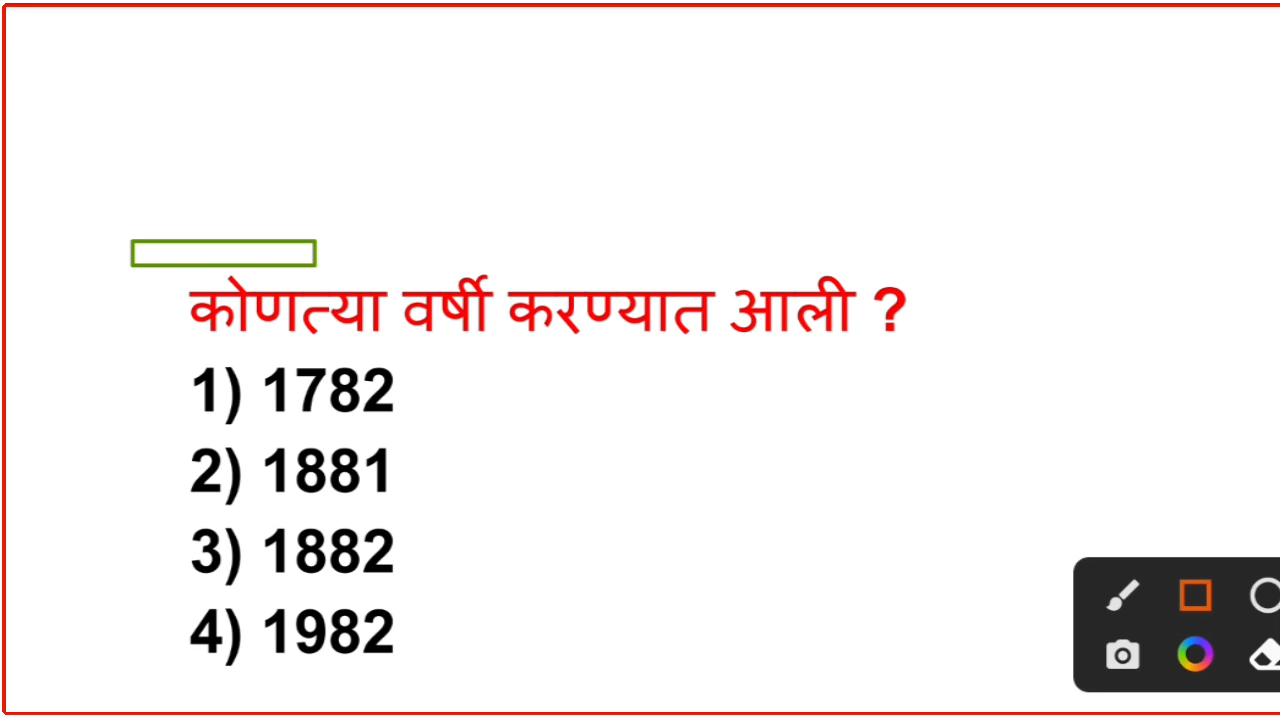 कोणत्या वर्षी करण्यात आली ?
1) 1782
2) 1881
3) 1882
4) 1982